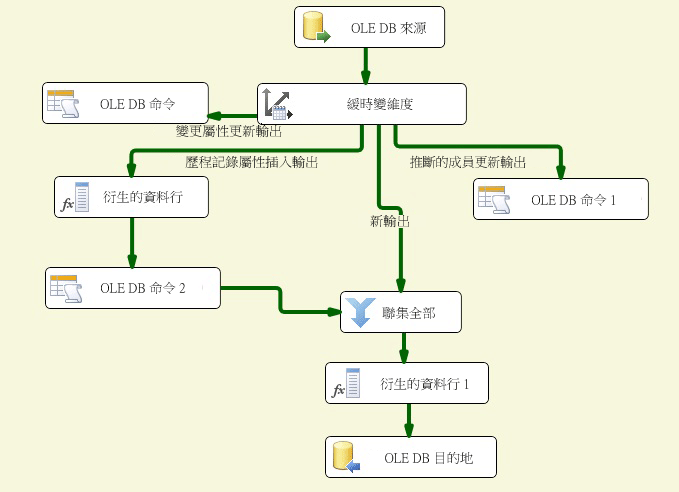 OLE DB 來源
OLE DB 命令
緩時變維度
變更屬性更新輸出
歷程記錄屬性插入輸出
推斷的成員更新輸出
衍生的資料行
OLE DB 命令 1
新輸出
OLE DB 命令 2
聯集全部
衍生的資料行 1
OLE DB 目的地